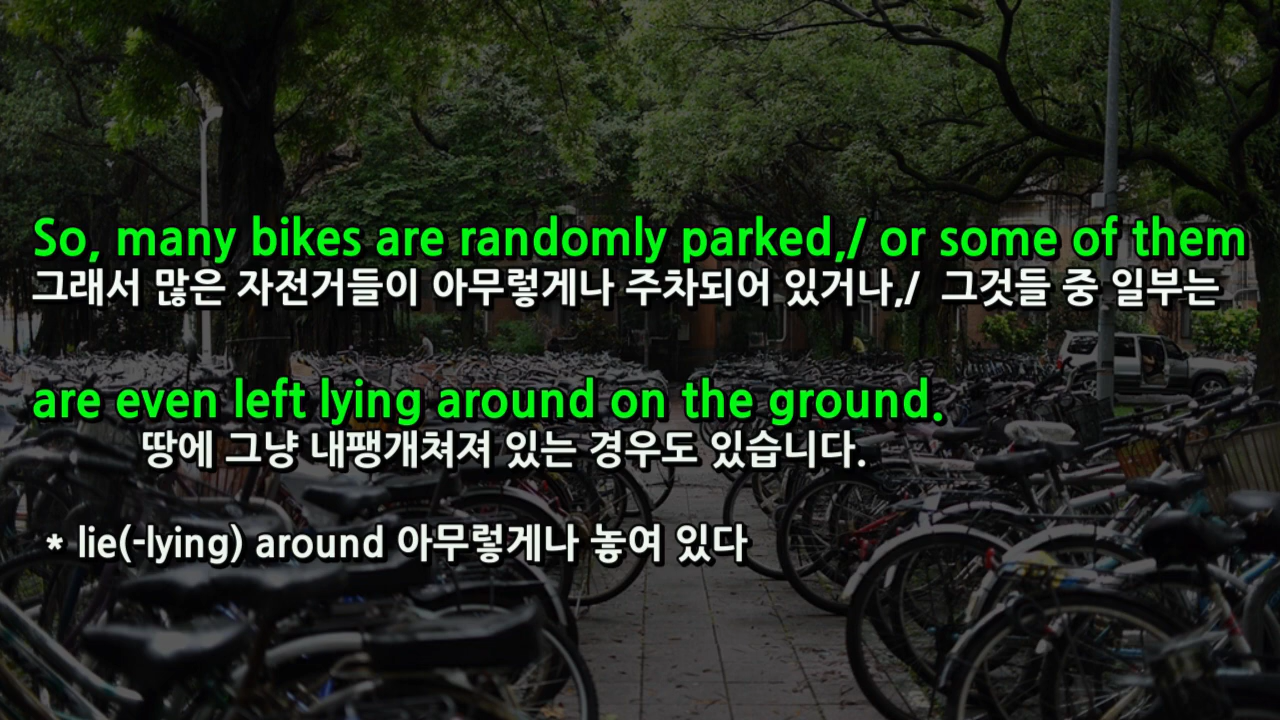 So, many bikes are randomly parked,/ or some of them
그래서 많은 자전거들이 아무렇게나 주차되어 있거나,/ 그것들 중 일부는
are even left lying around on the ground.
땅에 그냥 내팽개쳐져 있는 경우도 있습니다.
* lie(-lying) around 아무렇게나 놓여 있다